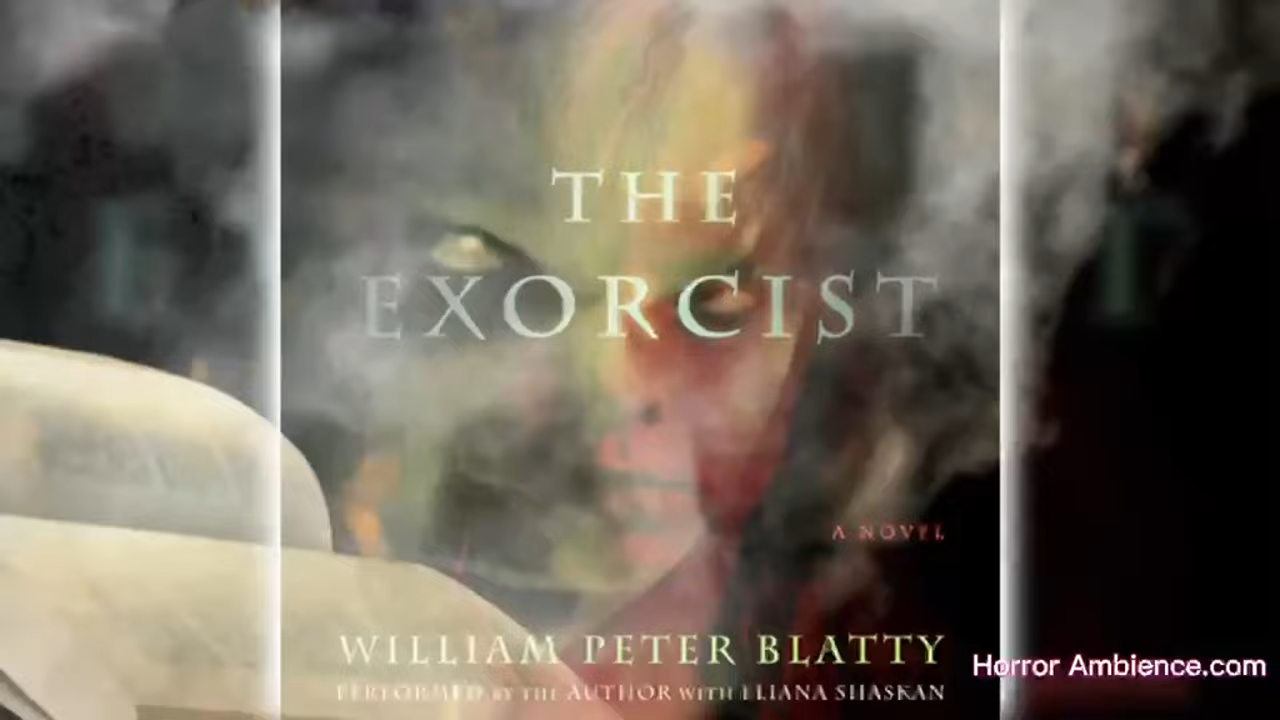 THE
EXORCIST
A NOVEL
WILLIAM PETER BLATTY
PERFORMED BY THE AUTHOR WITH ELIANA SHASKAN
Horror Ambience.com